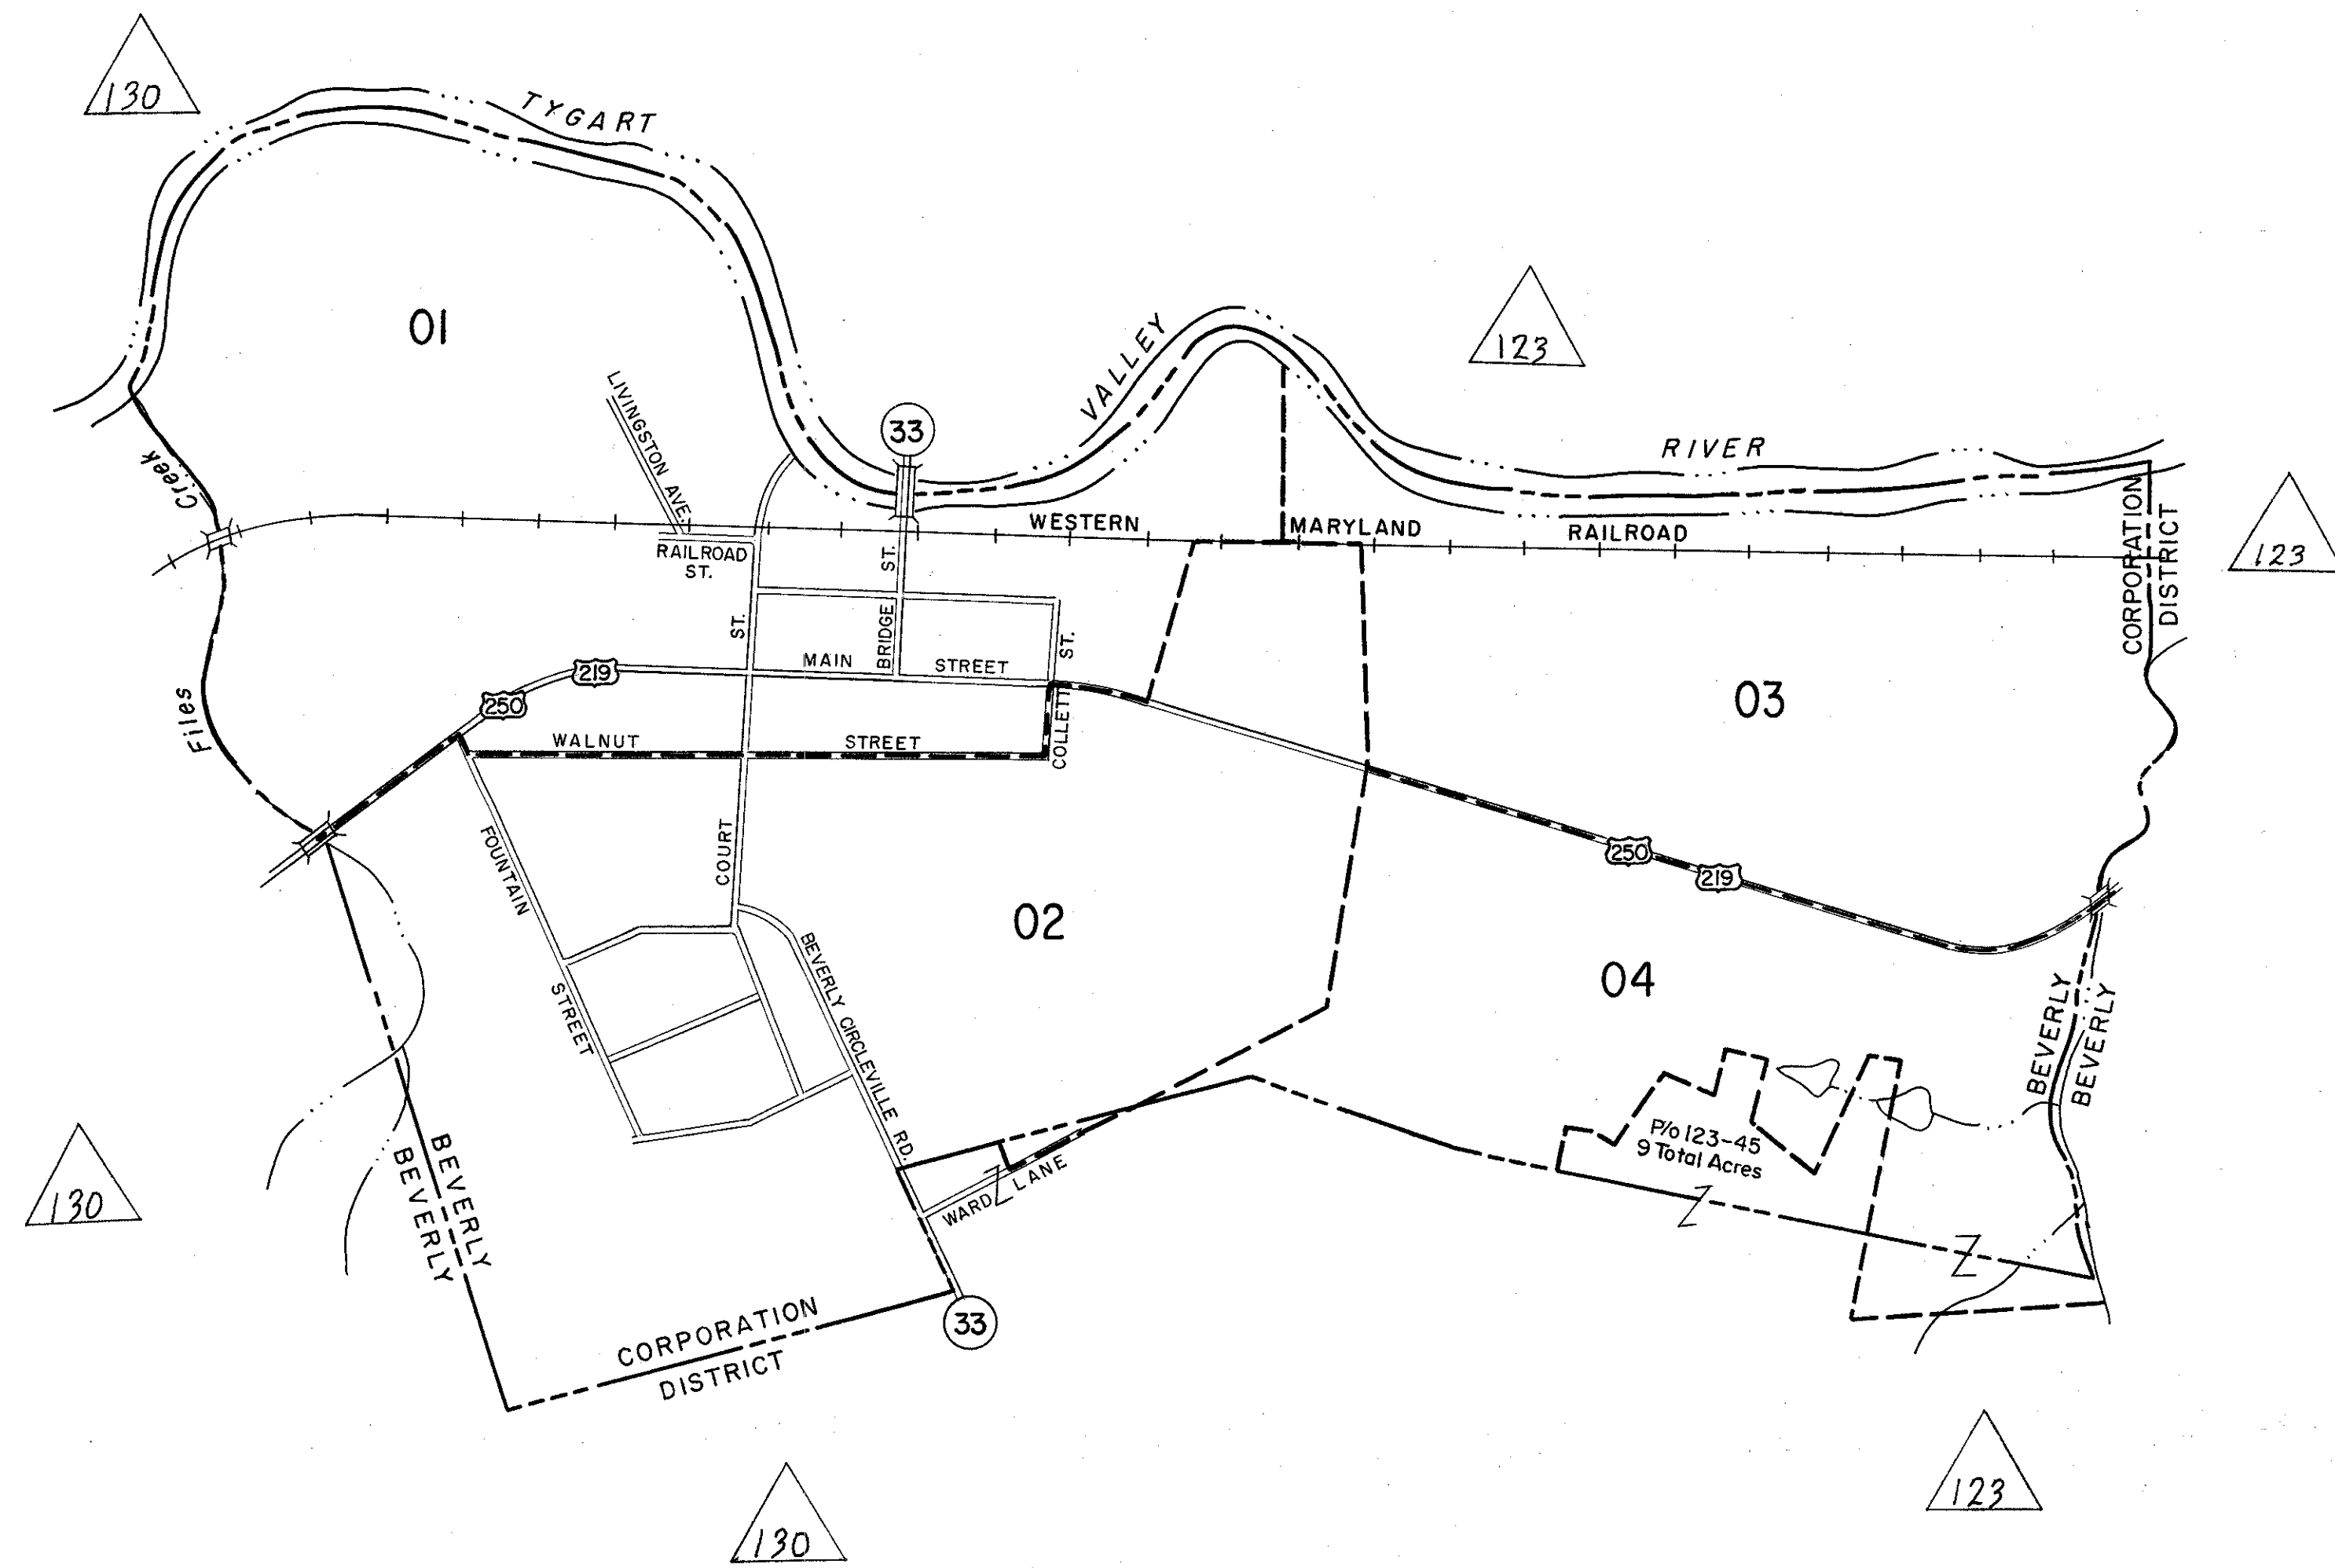 130
TYGART
123
01
LIVINGSTON AVE.
33
VALLEY
RIVER
Creek
WESTERN
MARYLAND
RAILROAD
CORPORATION
DISTRICT
123
RAILROAD
ST.
ST.
BRIDGE
ST.
ST.
MAIN
STREET
COLLETT
219
250
Files
WALNUT
STREET
03
FOUNTAIN
STREET
COURT
02
250
219
BEVERLY CIRCLEVILLE RD.
04
BEVERLY
BEVERLY
P/o 123-45
9 Total Acres
BEVERLY
BEVERLY
130
WARD LANE
Z
Z
Z
33
CORPORATION
DISTRICT
123
130